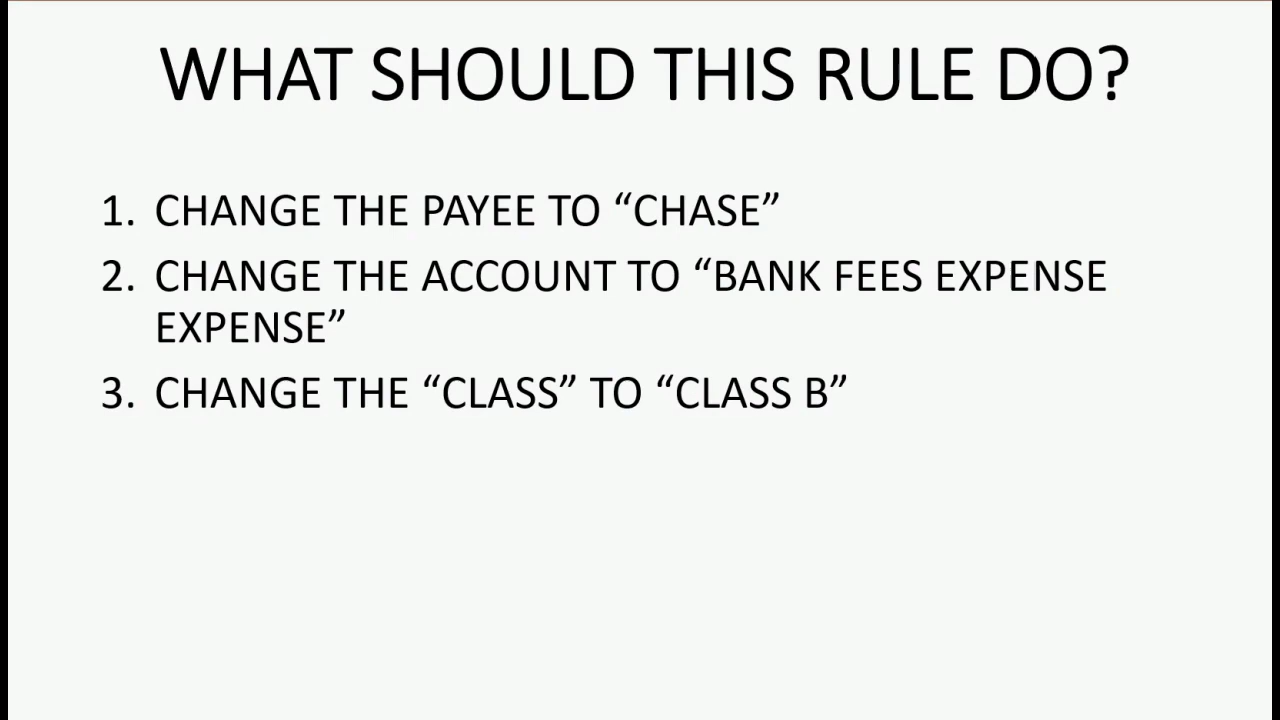 WHAT SHOULD THIS RULE DO?
1. CHANGE THE PAYEE TO “CHASE”
2. CHANGE THE ACCOUNT TO “BANK FEES EXPENSE
EXPENSE”
3. CHANGE THE “CLASS” TO “CLASS B”